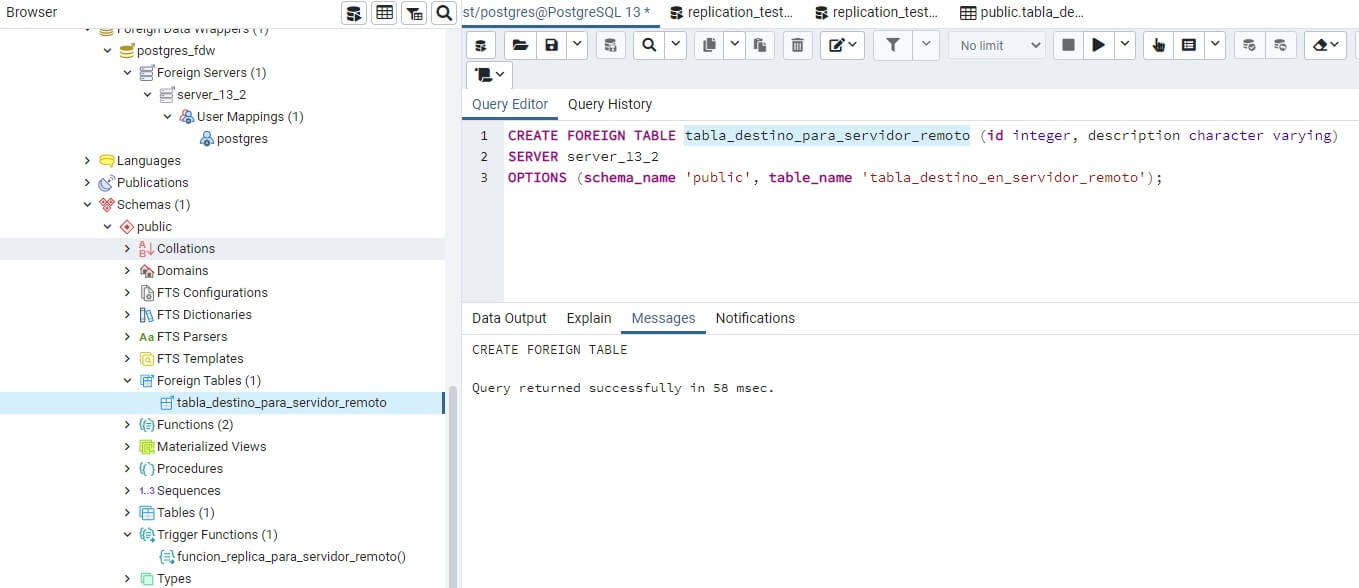 Browser
Foreign Data Wrappers (1)
postgres_fdw
Foreign Servers (1)
server_13_2
User Mappings (1)
postgres
Languages
Publications
Schemas (1)
public
Collations
Domains
FTS Configurations
FTS Dictionaries
Aa FTS Parsers
FTS Templates
Foreign Tables (1)
tabla_destino_para_servidor_remoto
Functions (2)
Materialized Views
Procedures
1..3 Sequences
Tables (1)
Trigger Functions (1)
funcion_replica_para_servidor_remoto()
Types
st/postgres@PostgreSQL 13 * replication_test... replication_test... public.tabla_de...
No limit
Query Editor Query History
1 CREATE FOREIGN TABLE tabla_destino_para_servidor_remoto (id integer, description character varying)
2 SERVER server_13_2
3 OPTIONS (schema_name 'public', table_name 'tabla_destino_en_servidor_remoto');
Data Output Explain Messages Notifications
CREATE FOREIGN TABLE
Query returned successfully in 58 msec.